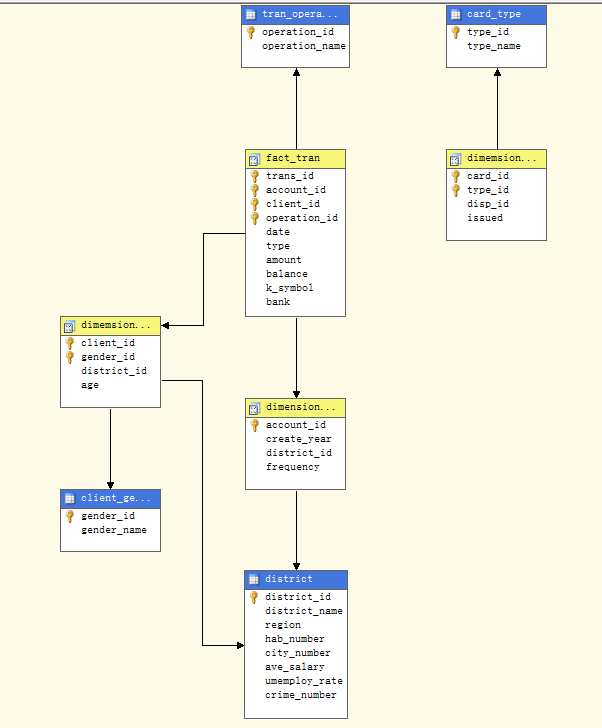 tran_opera...
operation_id
operation_name
card_type
type_id
type_name
fact_tran
trans_id
account_id
client_id
operation_id
date
type
amount
balance
k_symbol
bank
dimemsion...
card_id
type_id
disp_id
issued
dimemsion...
client_id
gender_id
district_id
age
dimension...
account_id
create_year
district_id
frequency
client_ge...
gender_id
gender_name
district
district_id
district_name
region
hab_number
city_number
ave_salary
umemploy_rate
crime_number